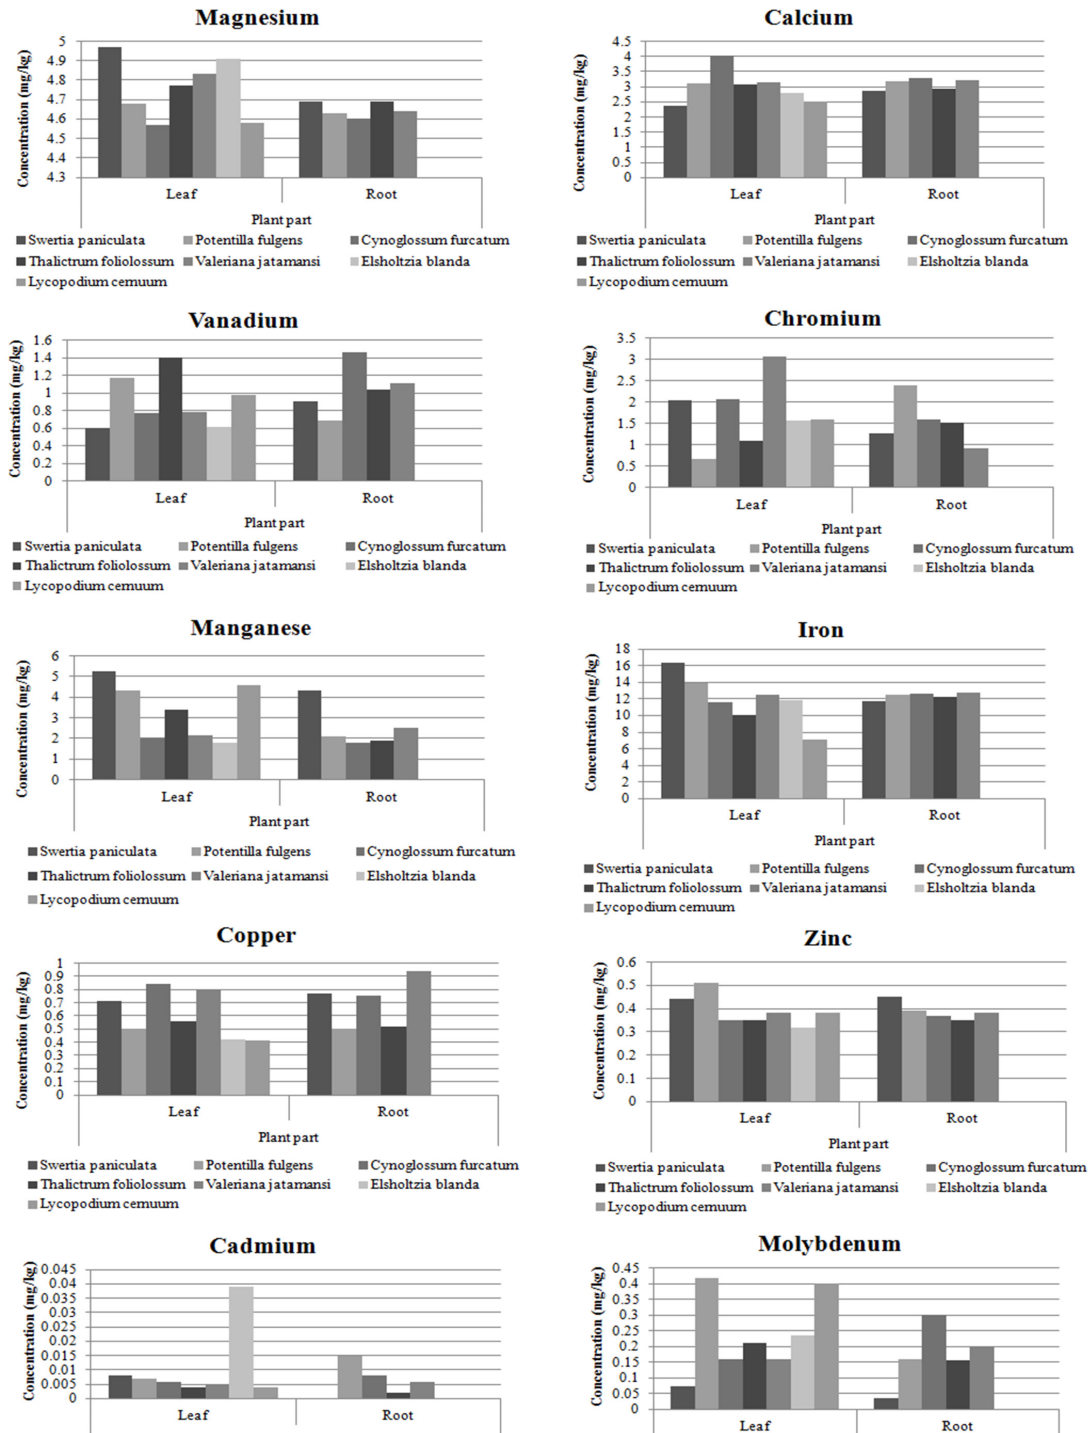 Magnesium
Concentration (mg/kg)
5
4.9
4.8
4.7
4.6
4.5
4.4
4.3
Leaf Root
Plant part
Swertia paniculata Potentilla fulgens Cynoglossum furcatum
Thalictrum foliolossum Valeriana jatamansi Elsholtzia blanda
Lycopodium cernuum
Calcium
Concentration (mg/kg)
4.5
4
3.5
3
2.5
2
1.5
1
0.5
0
Leaf Root
Plant part
Swertia paniculata Potentilla fulgens Cynoglossum furcatum
Thalictrum foliolossum Valeriana jatamansi Elsholtzia blanda
Lycopodium cernuum
Vanadium
Concentration (mg/kg)
1.6
1.4
1.2
1
0.8
0.6
0.4
0.2
0
Leaf Root
Plant part
Swertia paniculata Potentilla fulgens Cynoglossum furcatum
Thalictrum foliolossum Valeriana jatamansi Elsholtzia blanda
Lycopodium cernuum
Chromium
Concentration (mg/kg)
3.5
3
2.5
2
1.5
1
0.5
0
Leaf Root
Plant part
Swertia paniculata Potentilla fulgens Cynoglossum furcatum
Thalictrum foliolossum Valeriana jatamansi Elsholtzia blanda
Lycopodium cernuum
Manganese
Concentration (mg/kg)
6
5
4
3
2
1
0
Leaf Root
Plant part
Swertia paniculata Potentilla fulgens Cynoglossum furcatum
Thalictrum foliolossum Valeriana jatamansi Elsholtzia blanda
Lycopodium cernuum
Iron
Concentration (mg/kg)
18
16
14
12
10
8
6
4
2
0
Leaf Root
Plant part
Swertia paniculata Potentilla fulgens Cynoglossum furcatum
Thalictrum foliolossum Valeriana jatamansi Elsholtzia blanda
Lycopodium cernuum
Copper
Concentration (mg/kg)
1
0.9
0.8
0.7
0.6
0.5
0.4
0.3
0.2
0.1
0
Leaf Root
Plant part
Swertia paniculata Potentilla fulgens Cynoglossum furcatum
Thalictrum foliolossum Valeriana jatamansi Elsholtzia blanda
Lycopodium cernuum
Zinc
Concentration (mg/kg)
0.6
0.5
0.4
0.3
0.2
0.1
0
Leaf Root
Plant part
Swertia paniculata Potentilla fulgens Cynoglossum furcatum
Thalictrum foliolossum Valeriana jatamansi Elsholtzia blanda
Lycopodium cernuum
Cadmium
Concentration (mg/kg)
0.045
0.04
0.035
0.03
0.025
0.02
0.015
0.01
0.005
0
Leaf Root
Molybdenum
Concentration (mg/kg)
0.45
0.4
0.35
0.3
0.25
0.2
0.15
0.1
0.05
0
Leaf Root